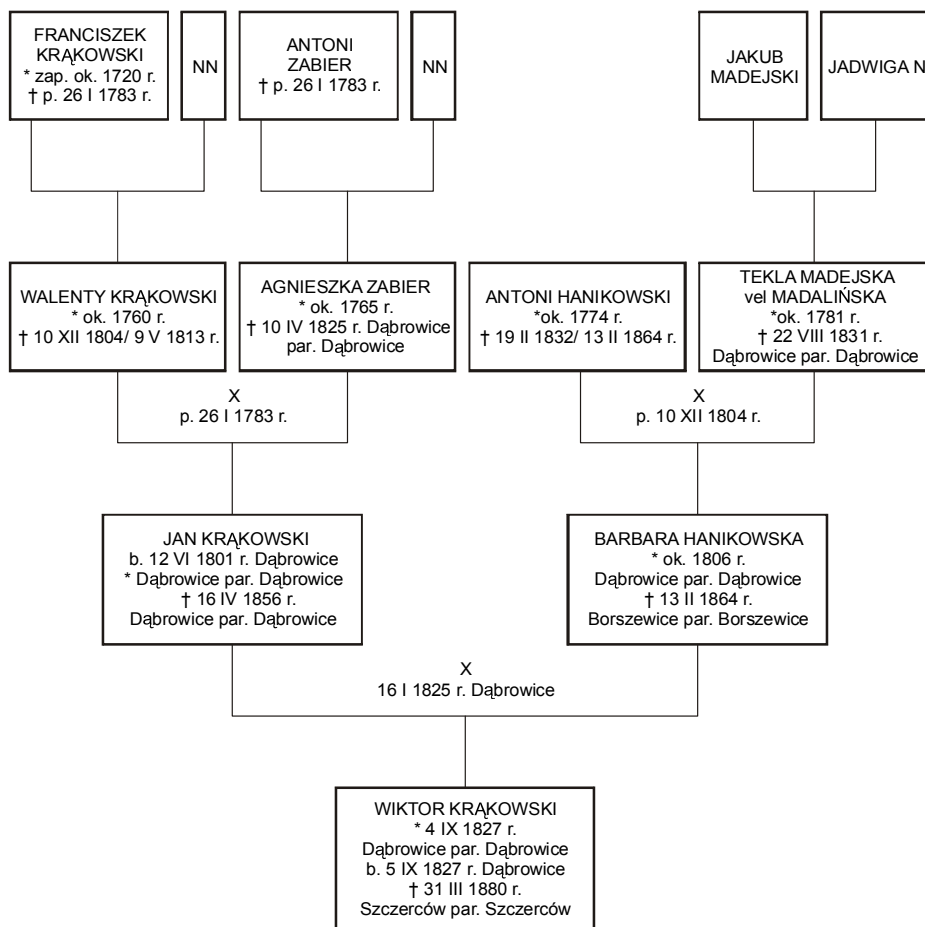 FRANCISZEK
KRĄKOWSKI
* zap. ok. 1720 r.
† p. 26 I 1783 r.
NN
ANTONI
ZABIER
† p. 26 I 1783 r.
NN
JAKUB
MADEJSKI
JADWIGA N
WALENTY KRĄKOWSKI
* ok. 1760 r.
† 10 XII 1804/ 9 V 1813 r.
AGNIESZKA ZABIER
* ok. 1765 r.
† 10 IV 1825 r. Dąbrowice
par. Dąbrowice
ANTONI HANIKOWSKI
*ok. 1774 r.
† 19 II 1832/ 13 II 1864 r.
TEKLA MADEJSKA
vel MADALIŃSKA
*ok. 1781 r.
† 22 VIII 1831 r.
Dąbrowice par. Dąbrowice
X
p. 26 I 1783 r.
X
p. 10 XII 1804 r.
JAN KRĄKOWSKI
b. 12 VI 1801 r. Dąbrowice
* Dąbrowice par. Dąbrowice
† 16 IV 1856 r.
Dąbrowice par. Dąbrowice
BARBARA HANIKOWSKA
* ok. 1806 r.
Dąbrowice par. Dąbrowice
† 13 II 1864 r.
Borszewice par. Borszewice
X
16 I 1825 r. Dąbrowice
WIKTOR KRĄKOWSKI
* 4 IX 1827 r.
Dąbrowice par. Dąbrowice
b. 5 IX 1827 r. Dąbrowice
† 31 III 1880 r.
Szczerców par. Szczerców